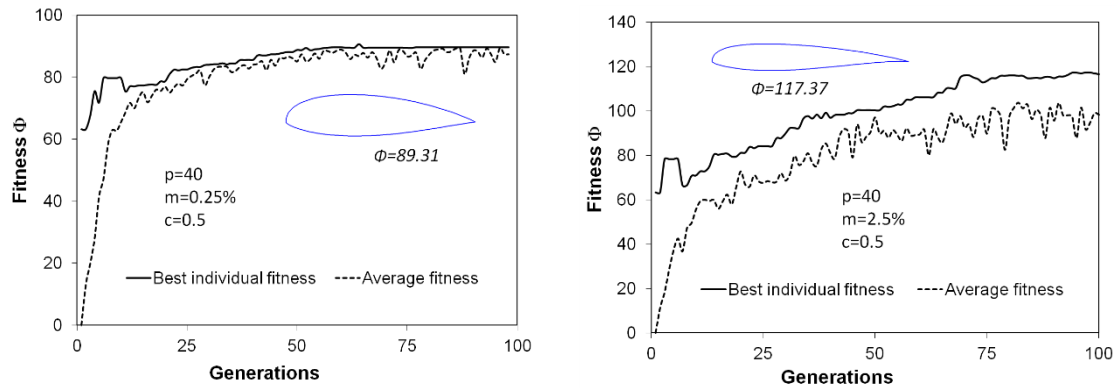 100
80
60
40
20
0
Fitness Φ
Φ=89.31
p=40
m=0.25%
c=0.5
Best individual fitness
Average fitness
0
25
50
75
100
Generations
140
120
100
80
60
40
20
0
Fitness Φ
Φ=117.37
p=40
m=2.5%
c=0.5
Best individual fitness
Average fitness
0
25
50
75
100
Generations